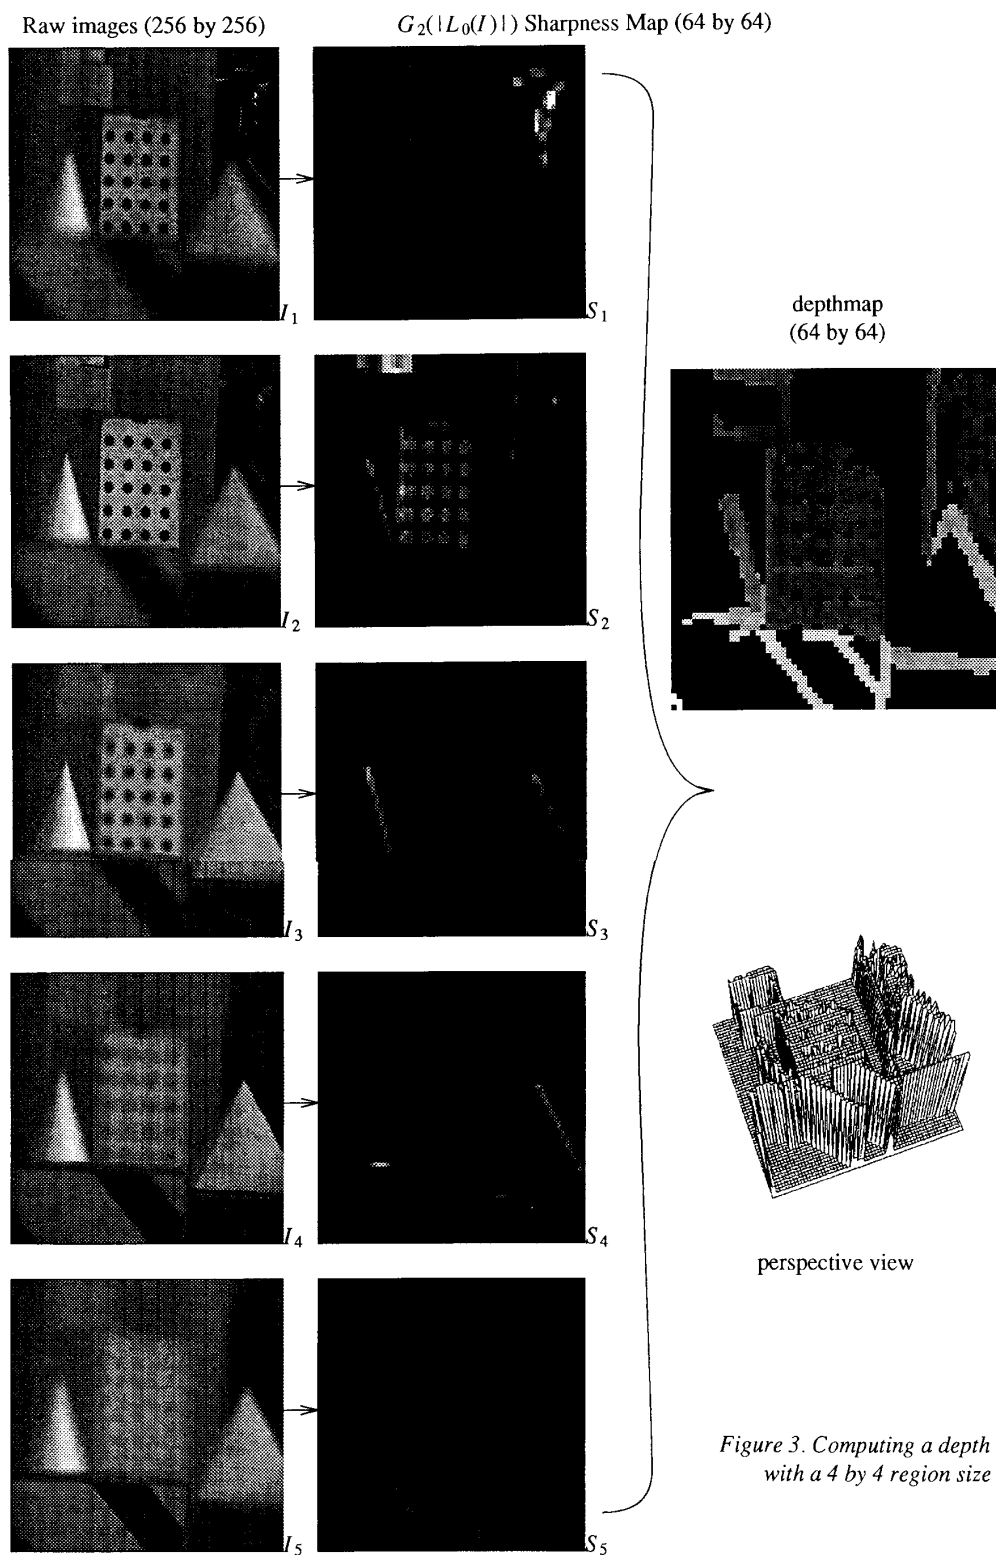 Raw images (256 by 256)
G₂(|L₀(I)|) Sharpness Map (64 by 64)
I₁
S₁
depthmap
(64 by 64)
I₂
S₂
I₃
S₃
I₄
S₄
perspective view
I₅
S₅
Figure 3. Computing a depth
with a 4 by 4 region size